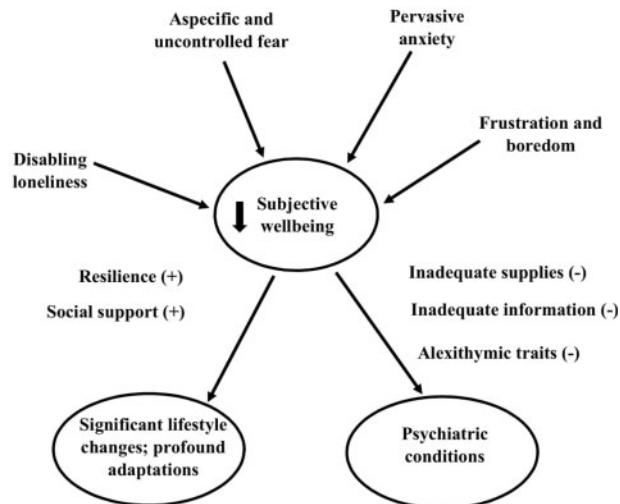 Aspecific and
uncontrolled fear
Pervasive
anxiety
Frustration and
boredom
Disabling
loneliness
Subjective
wellbeing
Resilience (+)
Social support (+)
Inadequate supplies (-)
Inadequate information (-)
Alexithymic traits (-)
Significant lifestyle
changes; profound
adaptations
Psychiatric
conditions